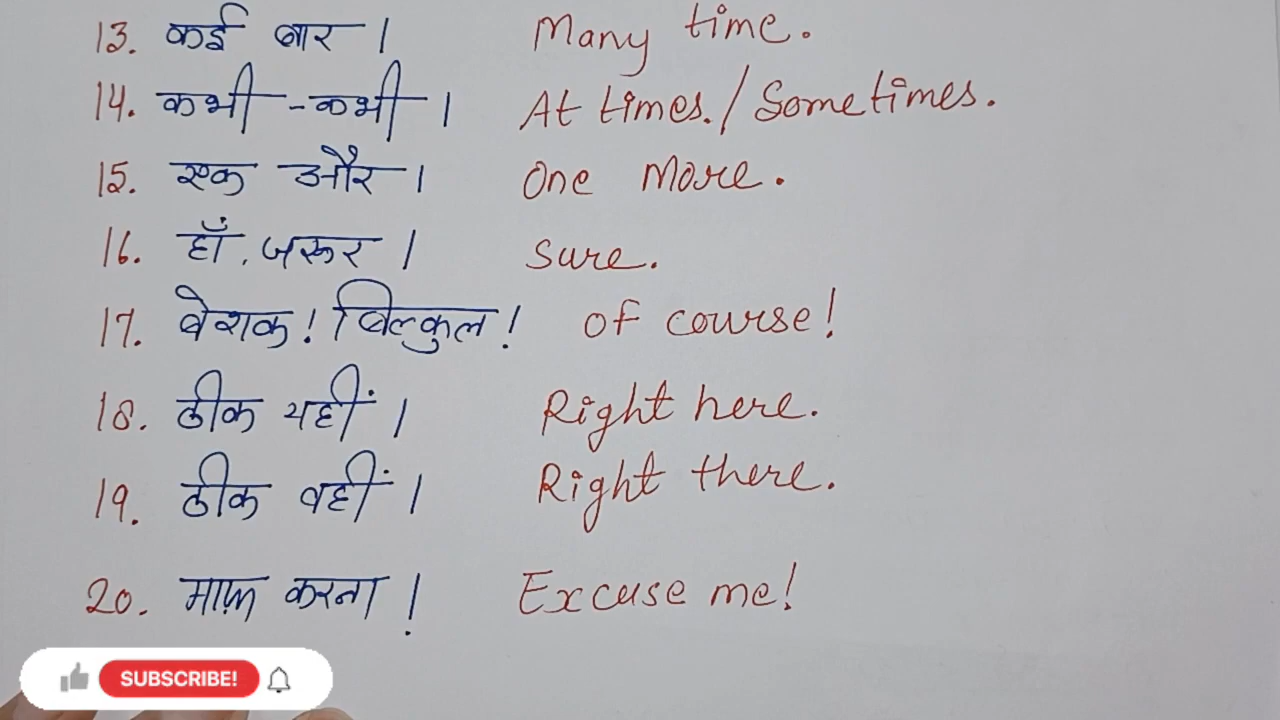 13. कई बार । Many time.
14. कभी - कभी । At times. / Sometimes.
15. एक और । One more.
16. हाँ, जरूर । Sure.
17. बेशक! बिल्कुल! of course!
18. ठीक यहीं । Right here.
19. ठीक वहीं । Right there.
20. माफ़ करना ! Excuse me!
SUBSCRIBE!